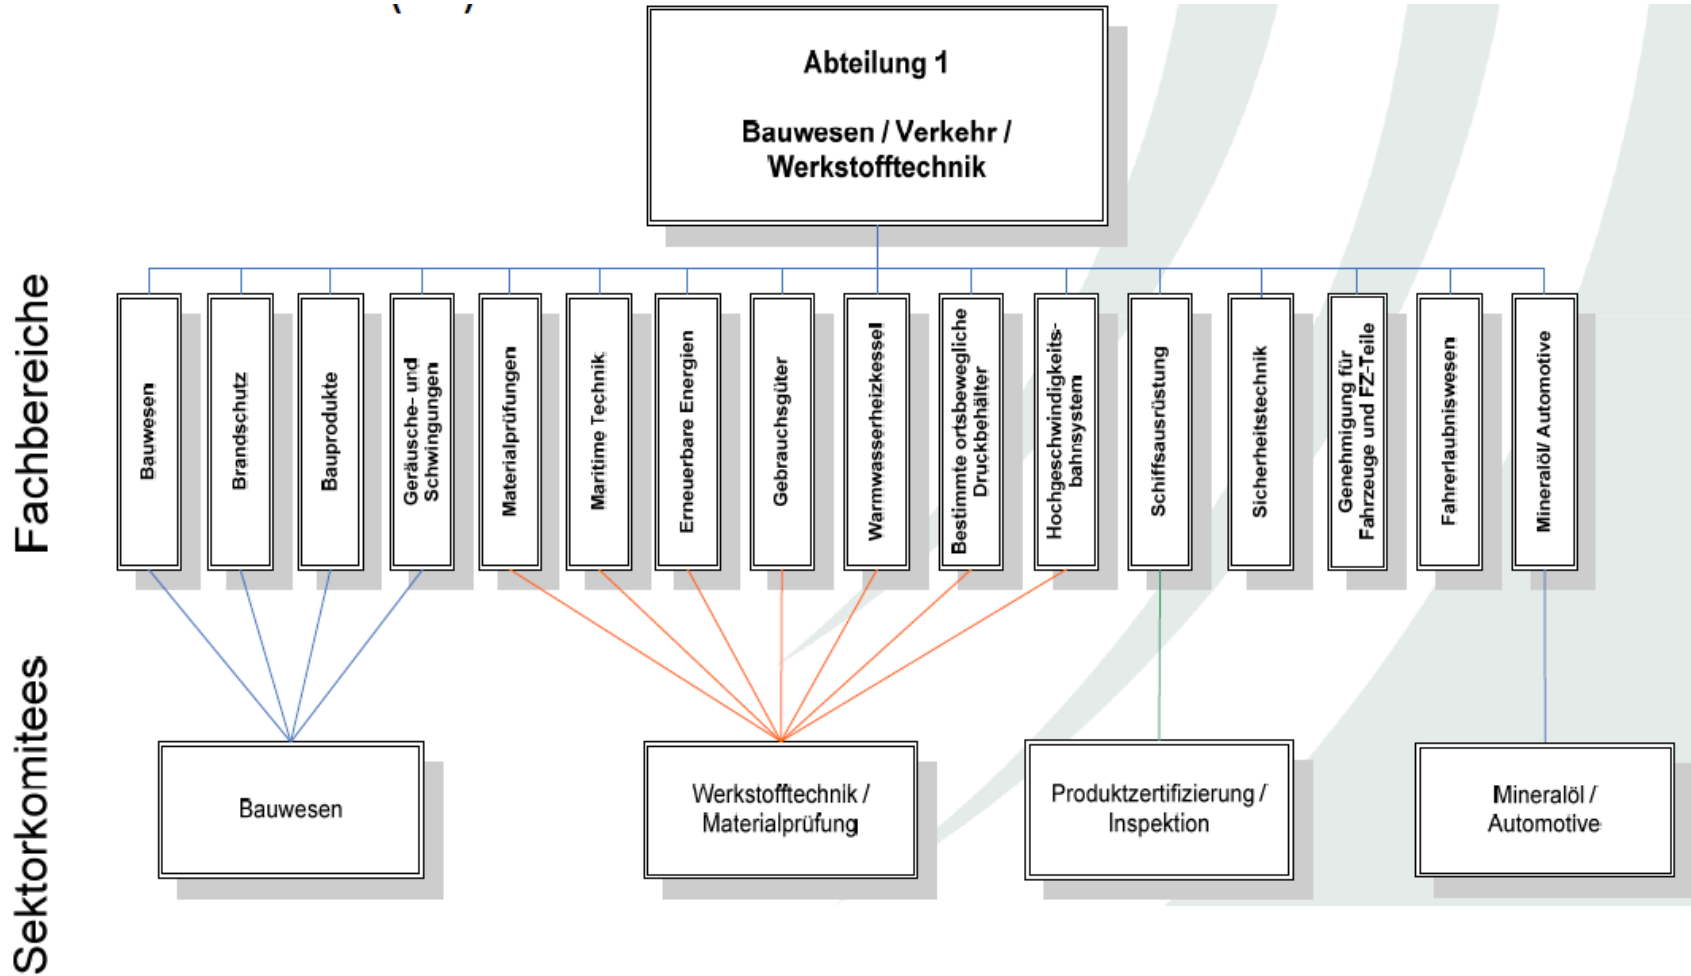 Abteilung 1
Bauwesen / Verkehr /
Werkstofftechnik
Fachbereiche
Bauwesen
Brandschutz
Bauprodukte
Geräusche- und
Schwingungen
Materialprüfungen
Maritime Technik
Erneuerbare Energien
Gebrauchsgüter
Warmwasserheizkessel
Bestimmte ortsbewegliche
Druckbehälter
Hochgeschwindigkeits-
bahnsystem
Schiffsausrüstung
Sicherheitstechnik
Genehmigung für
Fahrzeuge und FZ-Teile
Fahrerlaubniswesen
Mineralöl/ Automotive
Sektorkomitees
Bauwesen
Werkstofftechnik /
Materialprüfung
Produktzertifizierung /
Inspektion
Mineralöl /
Automotive